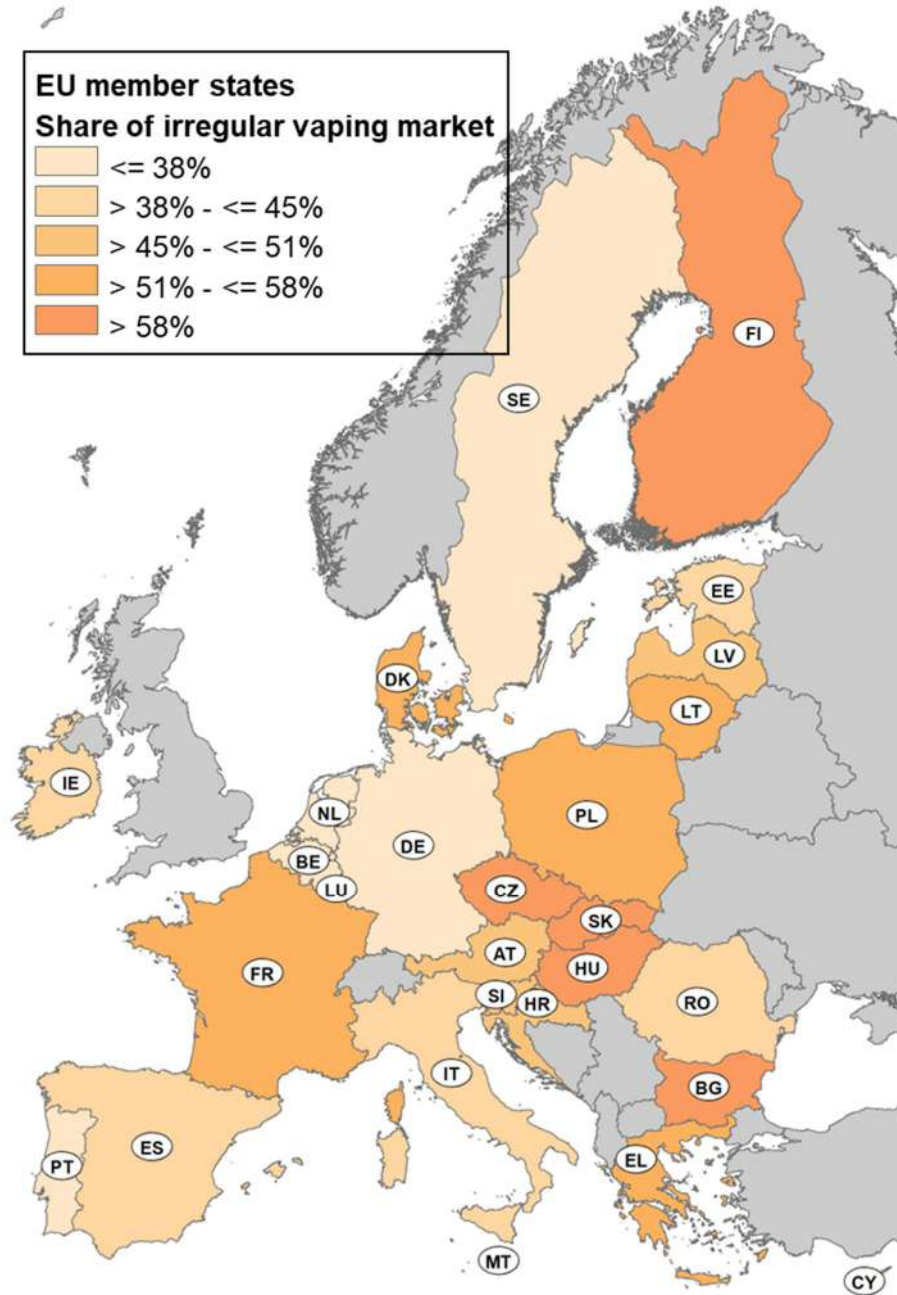 EU member states
Share of irregular vaping market
<= 38%
> 38% - <= 45%
> 45% - <= 51%
> 51% - <= 58%
> 58%
FI
SE
EE
LV
DK
LT
IE
NL
PL
DE
BE
LU
CZ
SK
AT
HU
FR
SI
HR
RO
IT
BG
ES
PT
EL
MT
CY